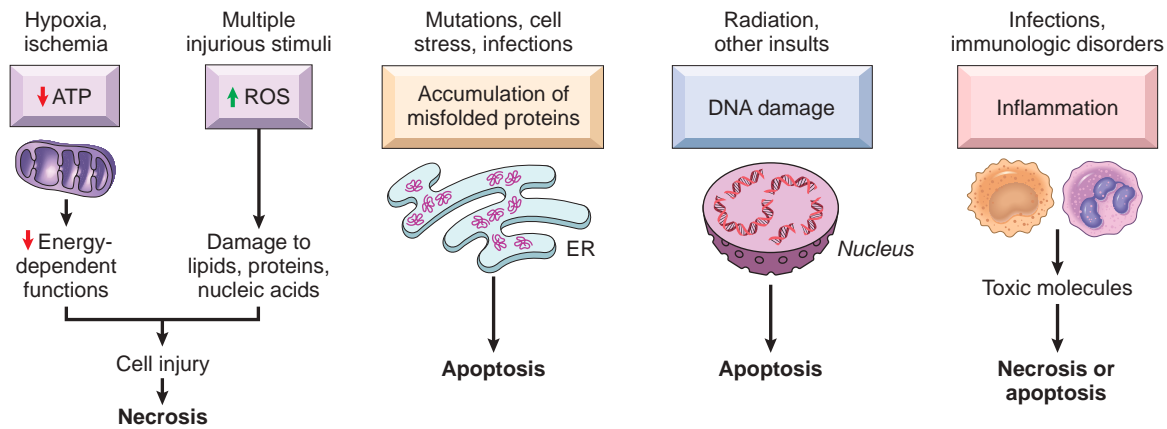 Hypoxia,
ischemia
↓ ATP
↓ Energy-
dependent
functions
Multiple
injurious stimuli
↑ ROS
Damage to
lipids, proteins,
nucleic acids
Cell injury
Necrosis
Mutations, cell
stress, infections
Accumulation of
misfolded proteins
ER
Apoptosis
Radiation,
other insults
DNA damage
Nucleus
Apoptosis
Infections,
immunologic disorders
Inflammation
Toxic molecules
Necrosis or
apoptosis